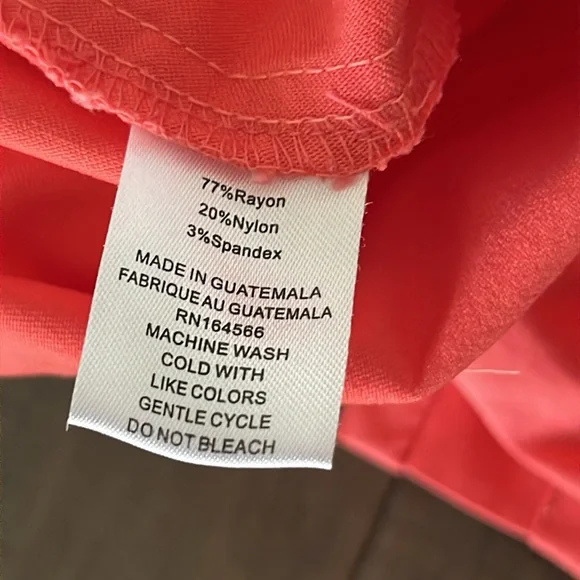 77%Rayon
20%Nylon
3%Spandex
MADE IN GUATEMALA
FABRIQUE AU GUATEMALA
RN164566
MACHINE WASH
COLD WITH
LIKE COLORS
GENTLE CYCLE
DO NOT BLEACH